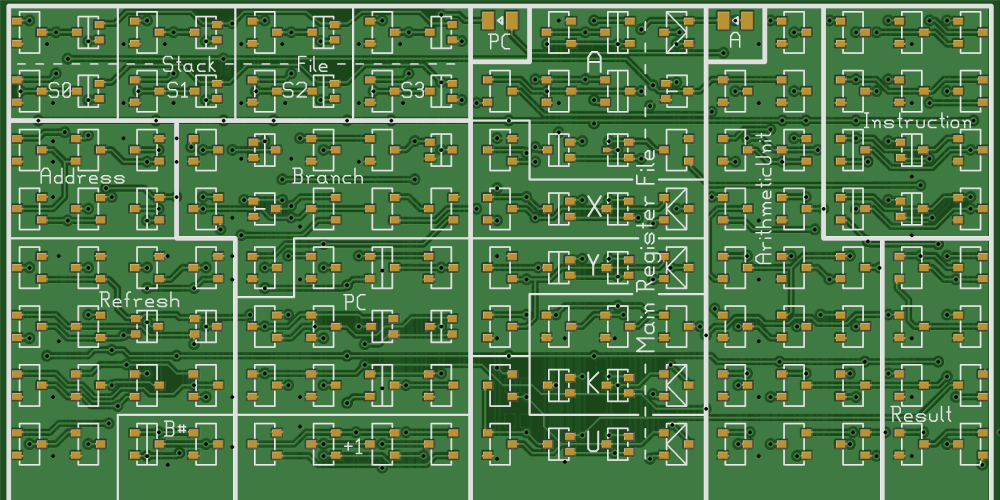 PC
A
A
Stack File
S0 S1 S2 S3
T
Instruction
Address
Branch
Main Register File
ArithmeticUnit
X
T
Y
Refresh
PC
K
Result
B#
+1
U